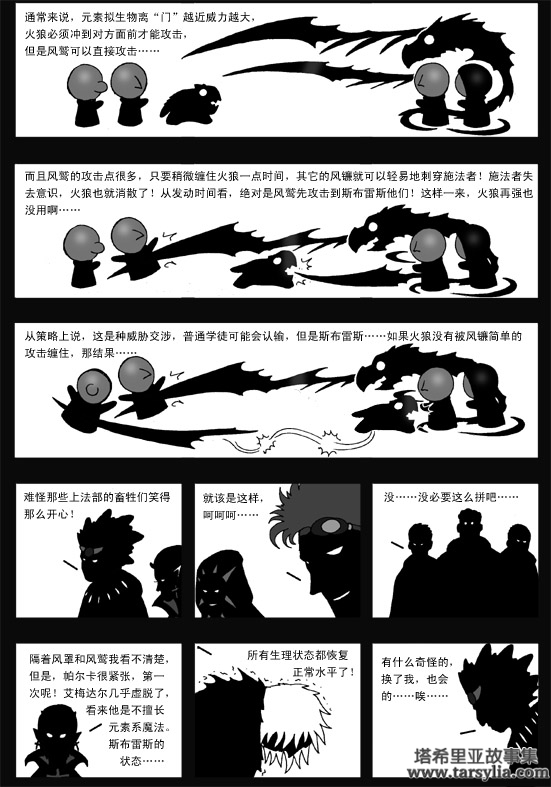 通常来说，元素拟生物离“门”越近威力越大，
火狼必须冲到对方面前才能攻击，
但是风鹫可以直接攻击……
而且风鹫的攻击点很多，只要稍微缠住火狼一点时间，其它的风镰就可以轻易地刺穿施法者！施法者失
去意识，火狼也就消散了！从发动时间看，绝对是风鹫先攻击到斯布雷斯他们！这样一来，火狼再强也
没用啊……
从策略上说，这是种威胁交涉，普通学徒可能会认输，但是斯布雷斯……如果火狼没有被风镰简单的
攻击缠住，那结果……
难怪那些上法部的畜牲们笑得
那么开心！
就该是这样，
呵呵呵……
没……没必要这么拼吧……
隔着风罩和风鹫我看不清楚，
但是，帕尔卡很紧张，第一
次呢！艾梅达尔几乎虚脱了，
看来他是不擅长
元素系魔法。
斯布雷斯的
状态……
所有生理状态都恢复
正常水平了！
有什么奇怪的，
换了我，也会
的……唉……
塔希里亚故事集
www.tarsylia.com